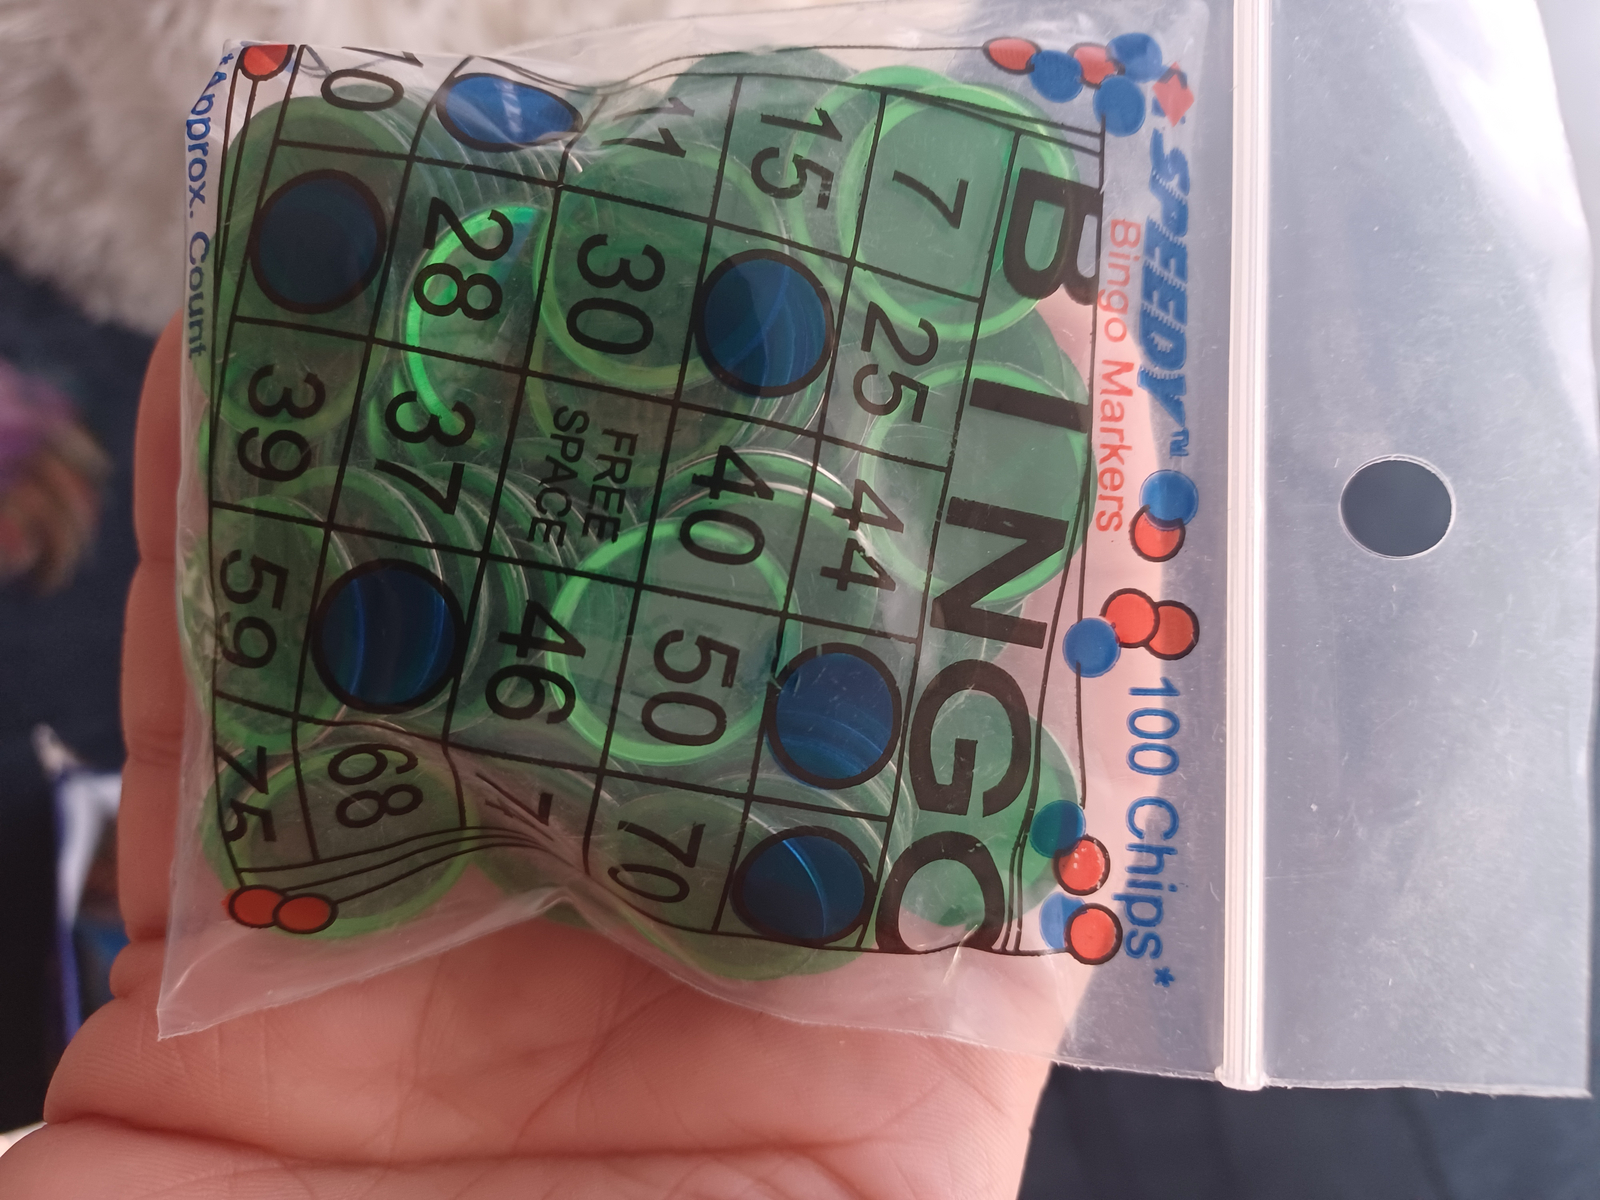 SPEEDY™ 100 Chips*
Bingo Markers
BINGO
7 25 44
15 40 50 70
11 30 FREE SPACE 46
28 37 68
10 39 59 75
*Approx. Count